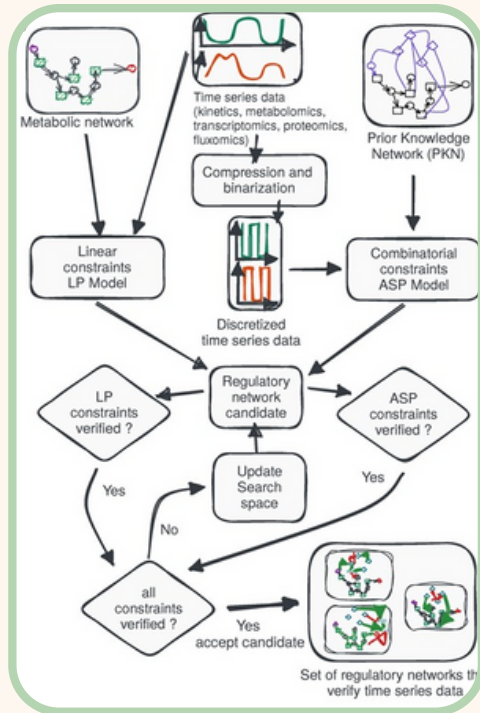 Metabolic network
Time series data
(kinetics, metabolomics,
transcriptomics, proteomics,
fluxomics)
Prior Knowledge
Network (PKN)
Compression and
binarization
Linear
constraints
LP Model
Discretized
time series data
Combinatorial
constraints
ASP Model
LP
constraints
verified ?
Regulatory
network
candidate
ASP
constraints
verified ?
Update
Search
space
Yes
No
Yes
all
constraints
verified ?
Yes
accept candidate
Set of regulatory networks th
verify time series data